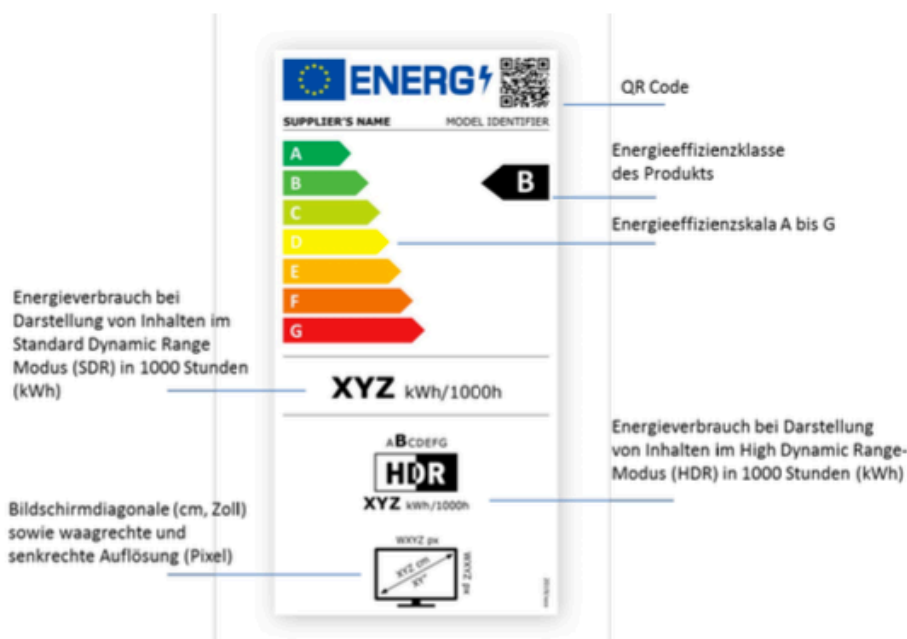 ENERG
QR Code
SUPPLIER'S NAME MODEL IDENTIFIER
A
B
B
C
D
E
F
G
Energieeffizienzklasse
des Produkts
Energieeffizienzskala A bis G
Energieverbrauch bei
Darstellung von Inhalten im
Standard Dynamic Range
Modus (SDR) in 1000 Stunden
(kWh)
XYZ kWh/1000h
ABCDEFG
HDR
XYZ kWh/1000h
Energieverbrauch bei Darstellung
von Inhalten im High Dynamic Range-
Modus (HDR) in 1000 Stunden (kWh)
Bildschirmdiagonale (cm, Zoll)
sowie waagrechte und
senkrechte Auflösung (Pixel)
WXYZ px
XYZ cm
XY"
WXYZ px